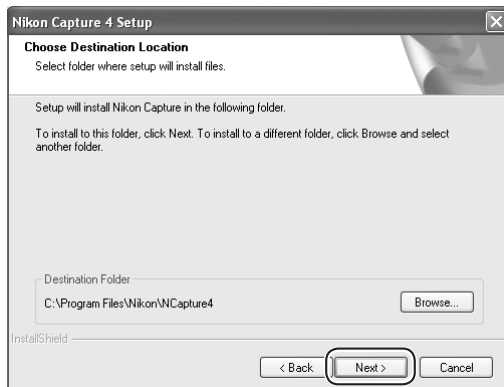 Nikon Capture 4 Setup
Choose Destination Location
Select folder where setup will install files.
Setup will install Nikon Capture in the following folder.
To install to this folder, click Next. To install to a different folder, click Browse and select
another folder.
Destination Folder
C:\Program Files\Nikon\NCapture4
Browse...
InstallShield
< Back
Next >
Cancel